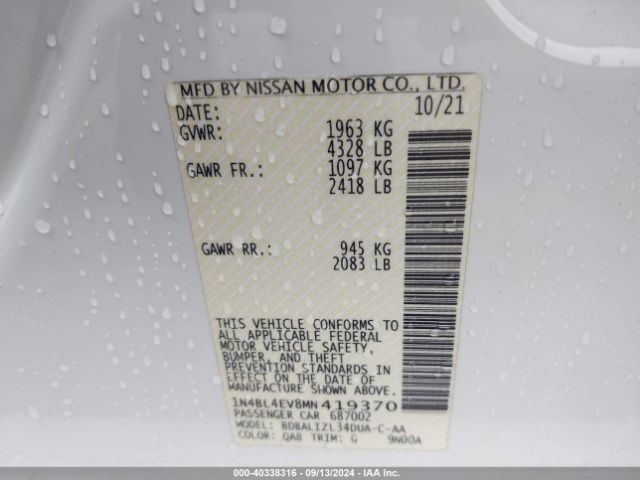 MFD BY NISSAN MOTOR CO., LTD.
DATE: 10/21
GVWR: 1963 KG
4328 LB
GAWR FR.: 1097 KG
2418 LB
GAWR RR.: 945 KG
2083 LB
THIS VEHICLE CONFORMS TO
ALL APPLICABLE FEDERAL
MOTOR VEHICLE SAFETY,
BUMPER, AND THEFT
PREVENTION STANDARDS IN
EFFECT ON THE DATE OF
MANUFACTURE SHOWN ABOVE.
1N4BL4EV8MN419370
PASSENGER CAR 687002
MODEL: BDBALIZL34DUA-C-AA
COLOR: QAB TRIM: G 9N00A
000-40338316 - 09/13/2024 - IAAI.COM